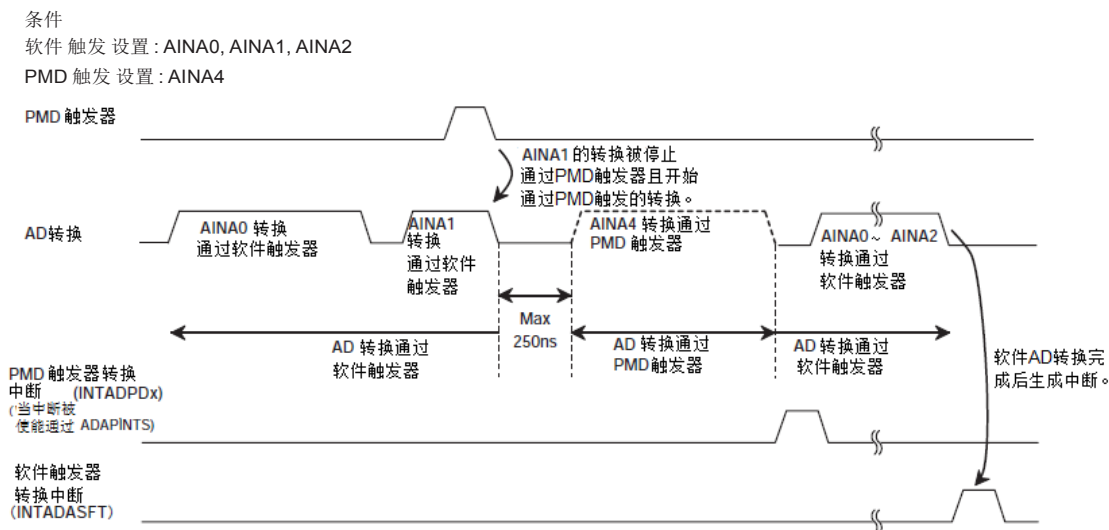 条件
软件 触发 设置 : AINA0, AINA1, AINA2
PMD 触发 设置 : AINA4
PMD 触发器
AINA1 的转换被停止
通过PMD触发器且开始
通过PMD触发的转换。
AD转换
AINA0 转换
通过软件触发器
AINA1
转换
通过软件
触发器
AINA4 转换通过
PMD 触发器
AINA0~ AINA2
转换通过
软件触发器
Max
250ns
AD 转换通过
软件触发器
AD 转换通过
PMD触发器
AD 转换通过
软件触发器
软件AD转换完
成后生成中断。
PMD 触发器转换
中断 (INTADPDx)
('当中断被
使能通过 ADAPINTS)
软件触发器
转换中断
(INTADASFT)